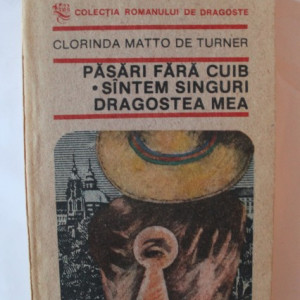 COLECȚIA ROMANULUI DE DRAGOSTE
CLORINDA MATTO DE TURNER
PĂSĂRI FĂRĂ CUIB
• SÎNTEM SINGURI
DRAGOSTEA MEA